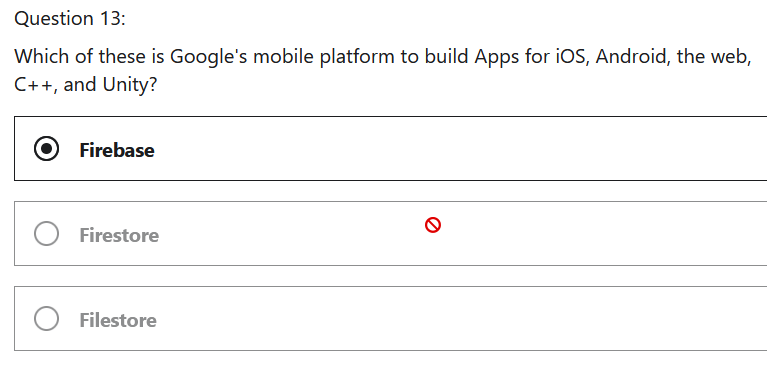 Question 13:
Which of these is Google's mobile platform to build Apps for iOS, Android, the web,
C++, and Unity?
Firebase
Firestore
Filestore